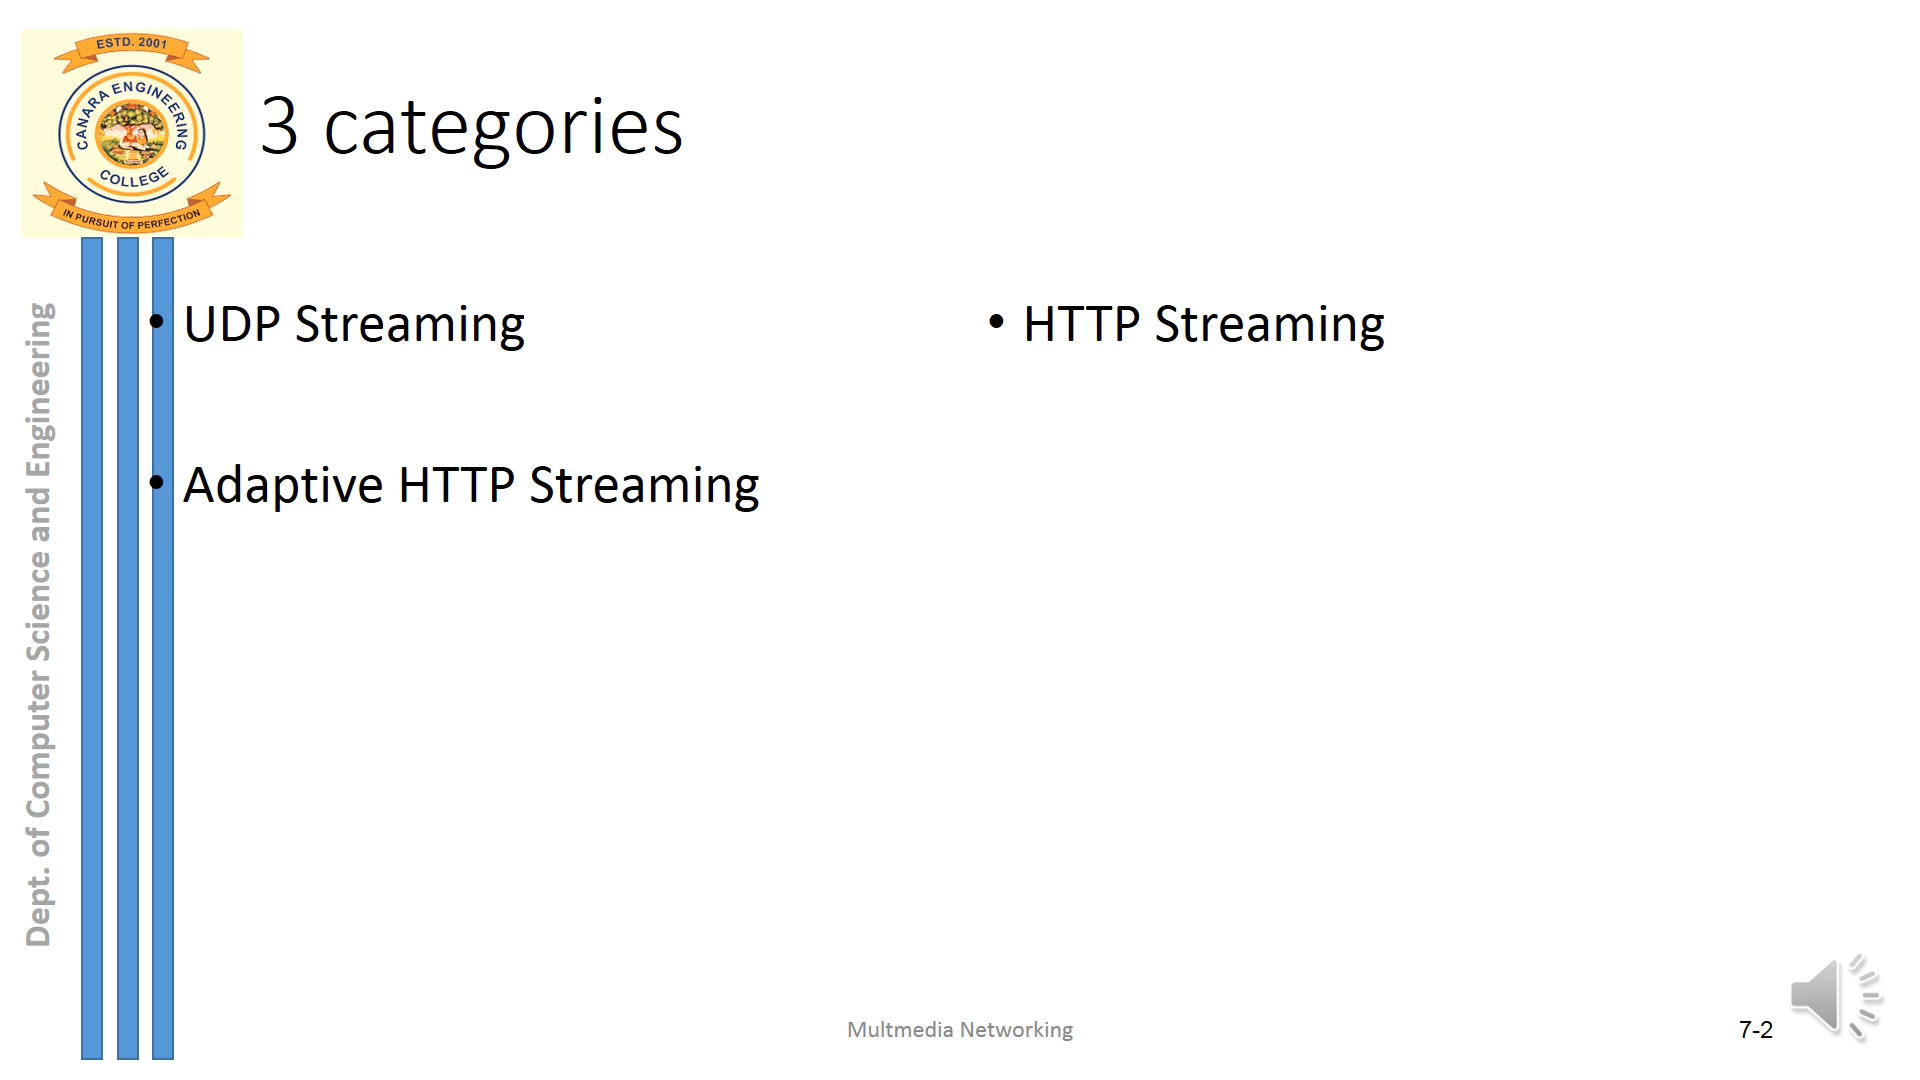 ESTD. 2001
CANARA ENGINEERING
COLLEGE
IN PURSUIT OF PERFECTION
3 categories
• UDP Streaming
• Adaptive HTTP Streaming
• HTTP Streaming
Dept. of Computer Science and Engineering
Multmedia Networking
7-2